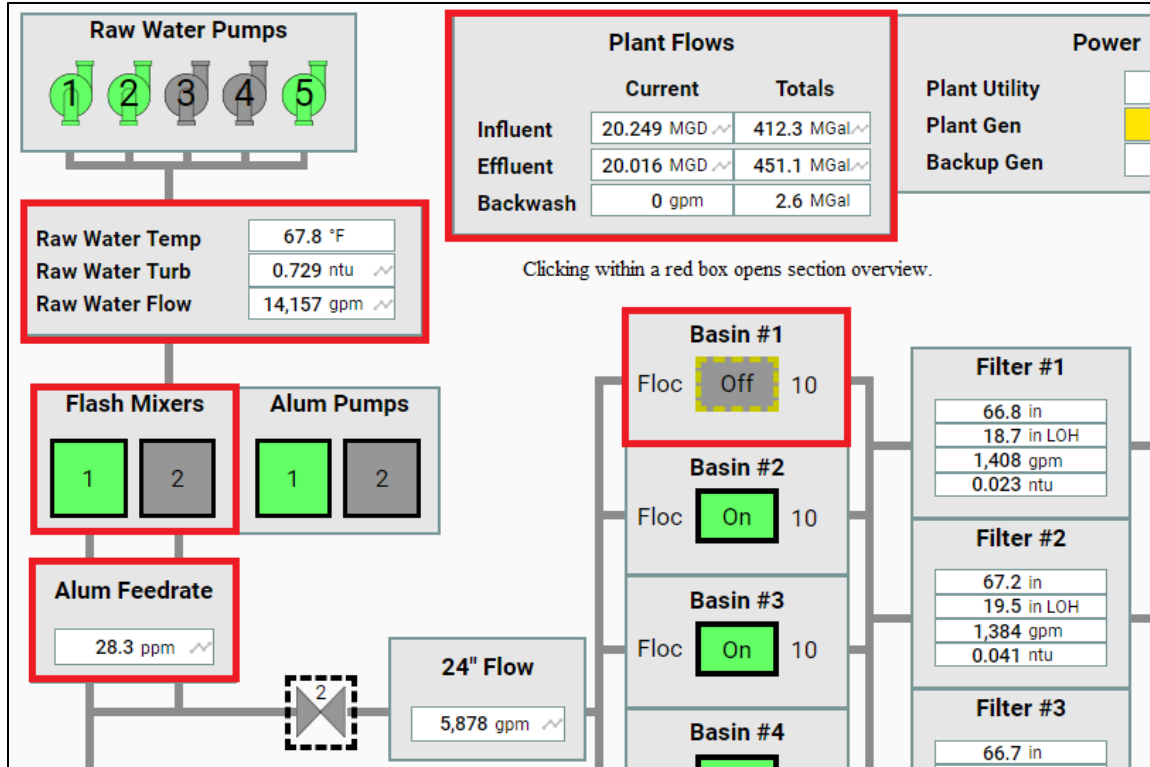 Raw Water Pumps
1 2 3 4 5
Plant Flows
Current Totals
Influent 20.249 MGD 412.3 MGal
Effluent 20.016 MGD 451.1 MGal
Backwash 0 gpm 2.6 MGal
Power
Plant Utility
Plant Gen
Backup Gen
Raw Water Temp 67.8 °F
Raw Water Turb 0.729 ntu
Raw Water Flow 14,157 gpm
Clicking within a red box opens section overview.
Flash Mixers
1 2
Alum Pumps
1 2
Alum Feedrate
28.3 ppm
2
24" Flow
5,878 gpm
Basin #1
Floc Off 10
Basin #2
Floc On 10
Basin #3
Floc On 10
Basin #4
Filter #1
66.8 in
18.7 in LOH
1,408 gpm
0.023 ntu
Filter #2
67.2 in
19.5 in LOH
1,384 gpm
0.041 ntu
Filter #3
66.7 in